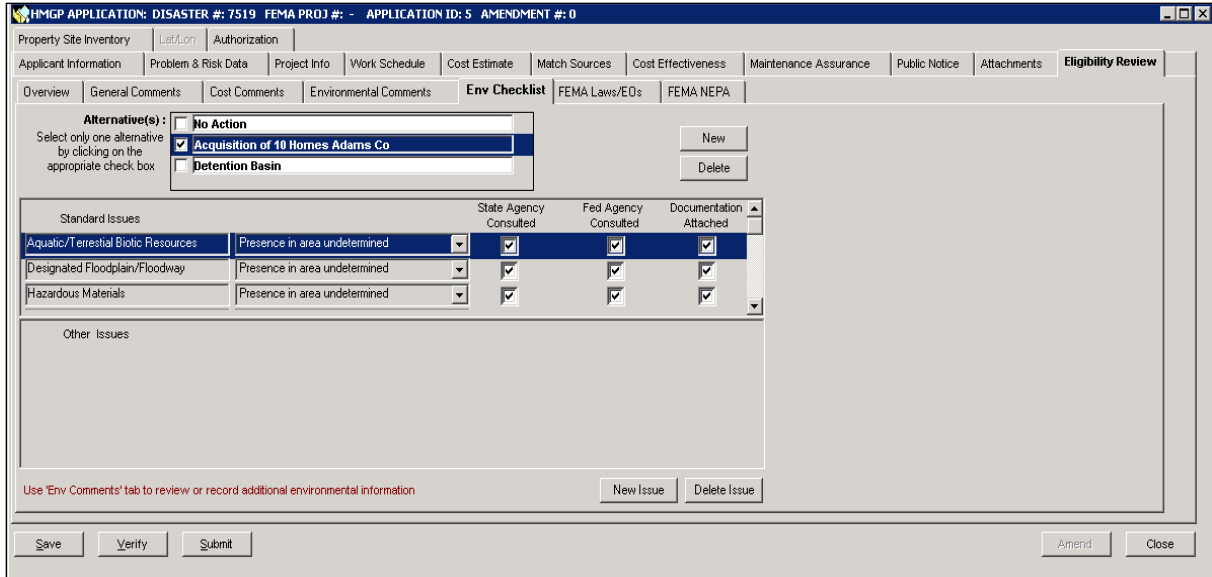 HMGP APPLICATION: DISASTER #: 7519 FEMA PROJ #: - APPLICATION ID: 5 AMENDMENT #: 0
Property Site Inventory Lat/Lon Authorization
Applicant Information Problem & Risk Data Project Info Work Schedule Cost Estimate Match Sources Cost Effectiveness Maintenance Assurance Public Notice Attachments Eligibility Review
Overview General Comments Cost Comments Environmental Comments Env Checklist FEMA Laws/EOs FEMA NEPA
Alternative(s) :
Select only one alternative
by clicking on the
appropriate check box
No Action
Acquisition of 10 Homes Adams Co
Detention Basin
New
Delete
Standard Issues
State Agency
Consulted
Fed Agency
Consulted
Documentation
Attached
Aquatic/Terrestial Biotic Resources Presence in area undetermined
Designated Floodplain/Floodway Presence in area undetermined
Hazardous Materials Presence in area undetermined
Other Issues
Use 'Env Comments' tab to review or record additional environmental information
New Issue Delete Issue
Save Verify Submit Amend Close